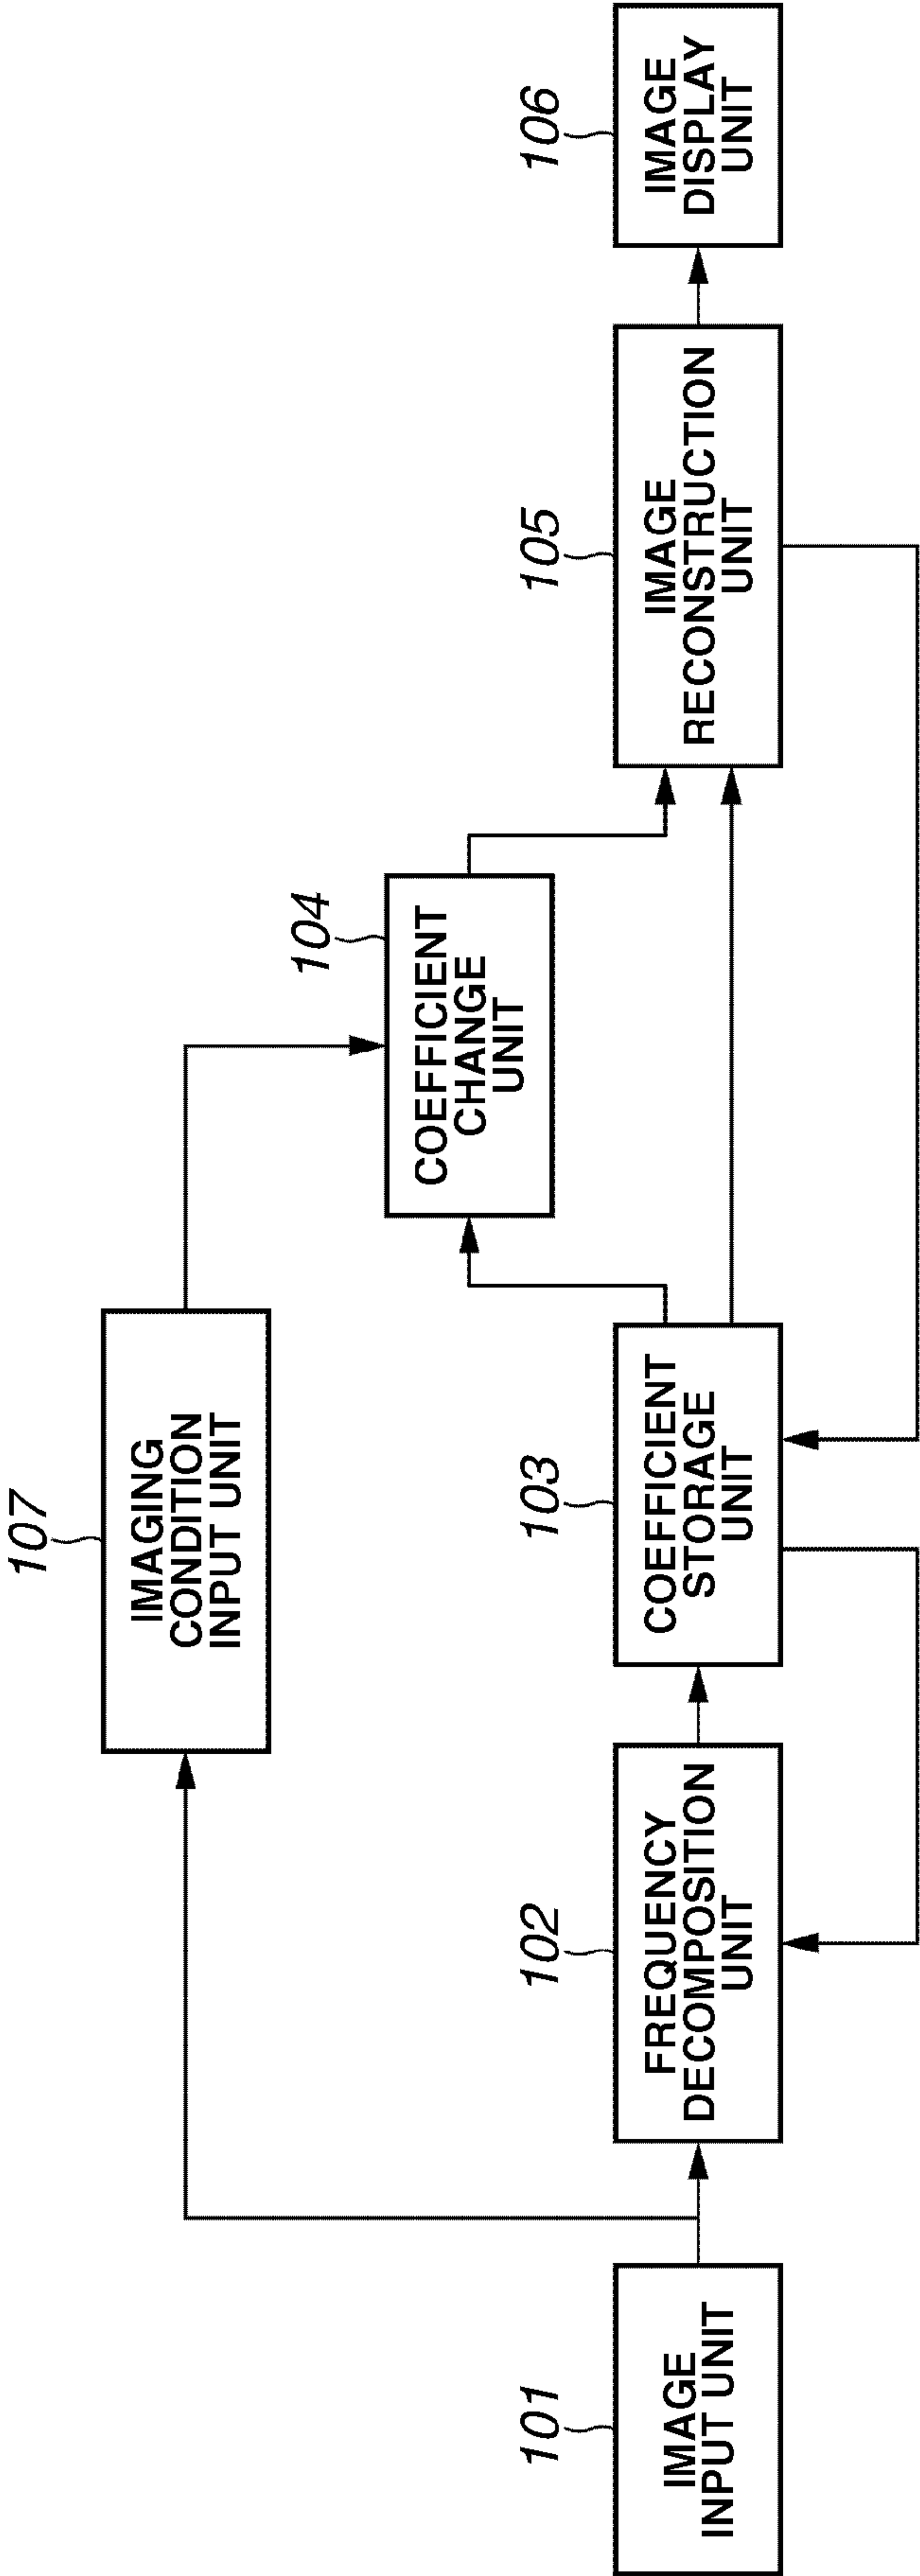 107
IMAGING
CONDITION
INPUT UNIT
104
COEFFICIENT
CHANGE
UNIT
101
IMAGE
INPUT UNIT
102
FREQUENCY
DECOMPOSITION
UNIT
103
COEFFICIENT
STORAGE
UNIT
105
IMAGE
RECONSTRUCTION
UNIT
106
IMAGE
DISPLAY
UNIT